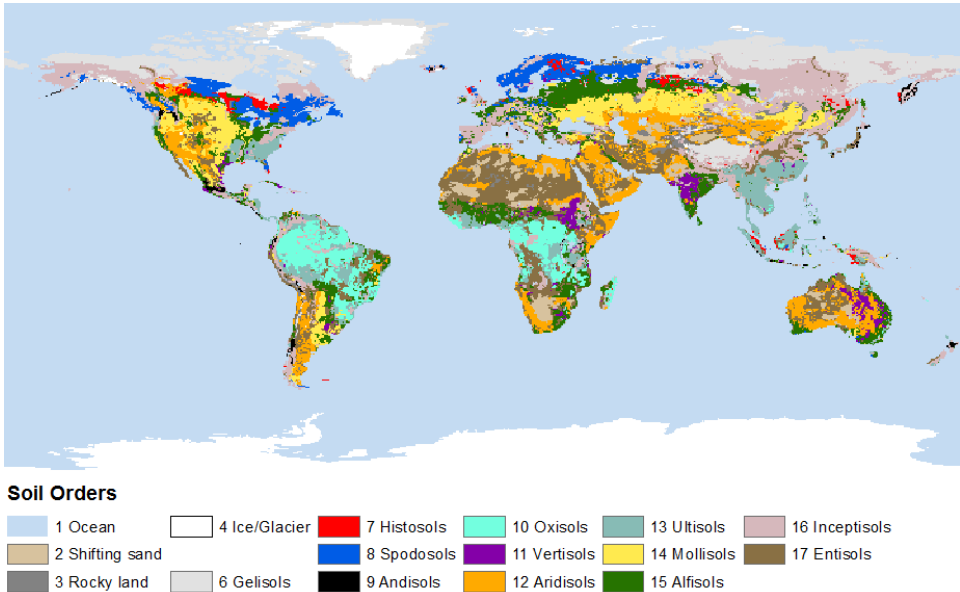 Soil Orders
1 Ocean 4 Ice/Glacier 7 Histosols 10 Oxisols 13 Ultisols 16 Inceptisols
2 Shifting sand 8 Spodosols 11 Vertisols 14 Mollisols 17 Entisols
3 Rocky land 6 Gelisols 9 Andisols 12 Aridisols 15 Alfisols